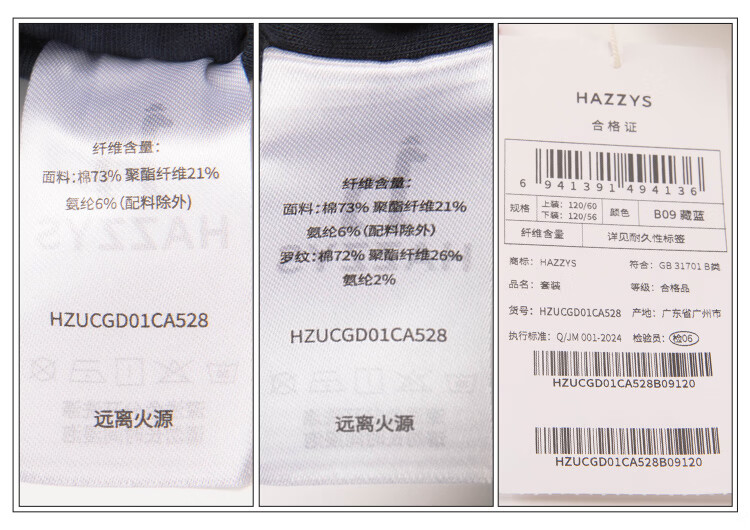 纤维含量：
面料：棉73% 聚酯纤维21%
氨纶6%(配料除外)
HAZZYS
HZUCGD01CA528
远离火源
纤维含量：
面料：棉73% 聚酯纤维21%
氨纶6%(配料除外)
罗纹：棉72% 聚酯纤维26%
氨纶2%
HAZZYS
HZUCGD01CA528
远离火源
HAZZYS
合格证
6 941391 494136
规格 上装：120/60 下装：120/56 颜色 B09 藏蓝
纤维含量 详见耐久性标签
商标：HAZZYS 符合：GB 31701 B类
品名：套装 等级：合格品
货号：HZUCGD01CA528 产地：广东省广州市
执行标准：Q/JM 001-2024 检验员：检06
HZUCGD01CA528B09120
HZUCGD01CA528B09120